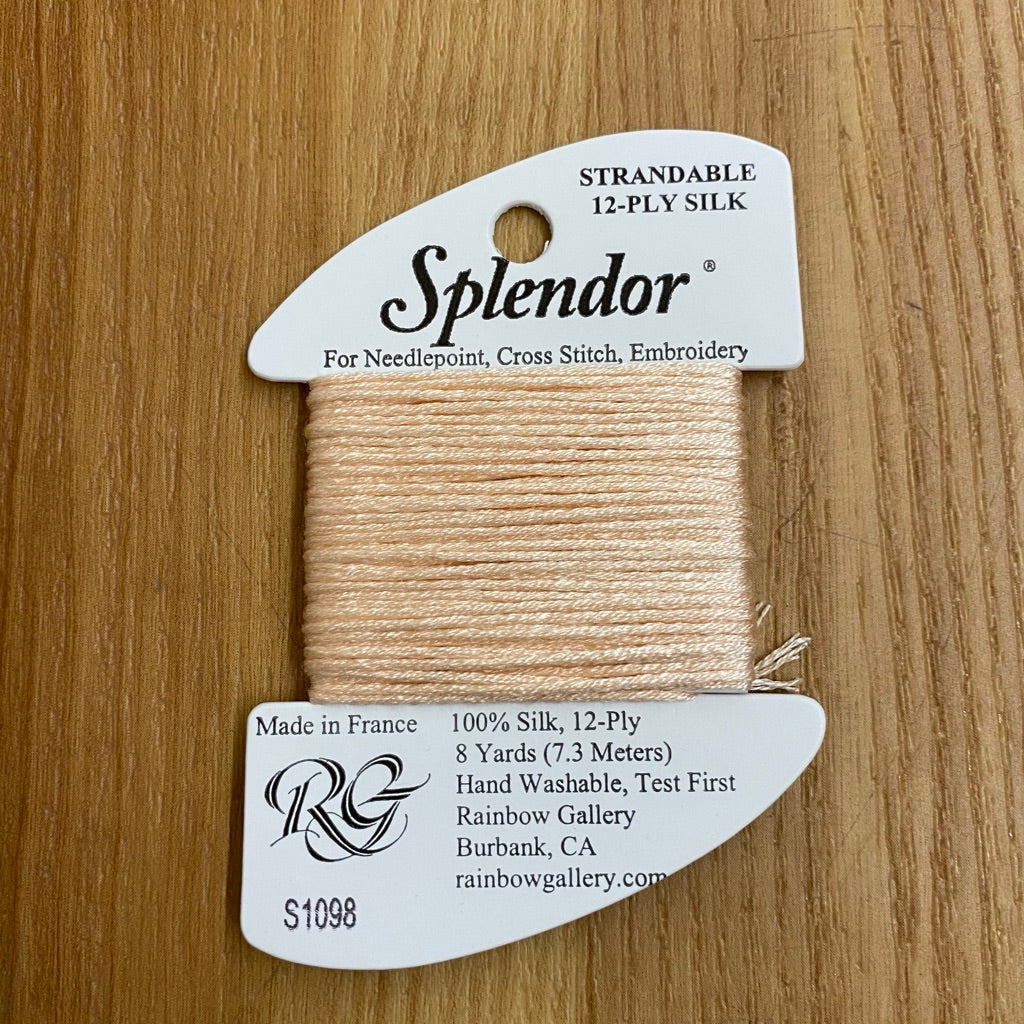 STRANDABLE
12-PLY SILK
Splendor ®
For Needlepoint, Cross Stitch, Embroidery
Made in France
RG
S1098
100% Silk, 12-Ply
8 Yards (7.3 Meters)
Hand Washable, Test First
Rainbow Gallery
Burbank, CA
rainbowgallery.com